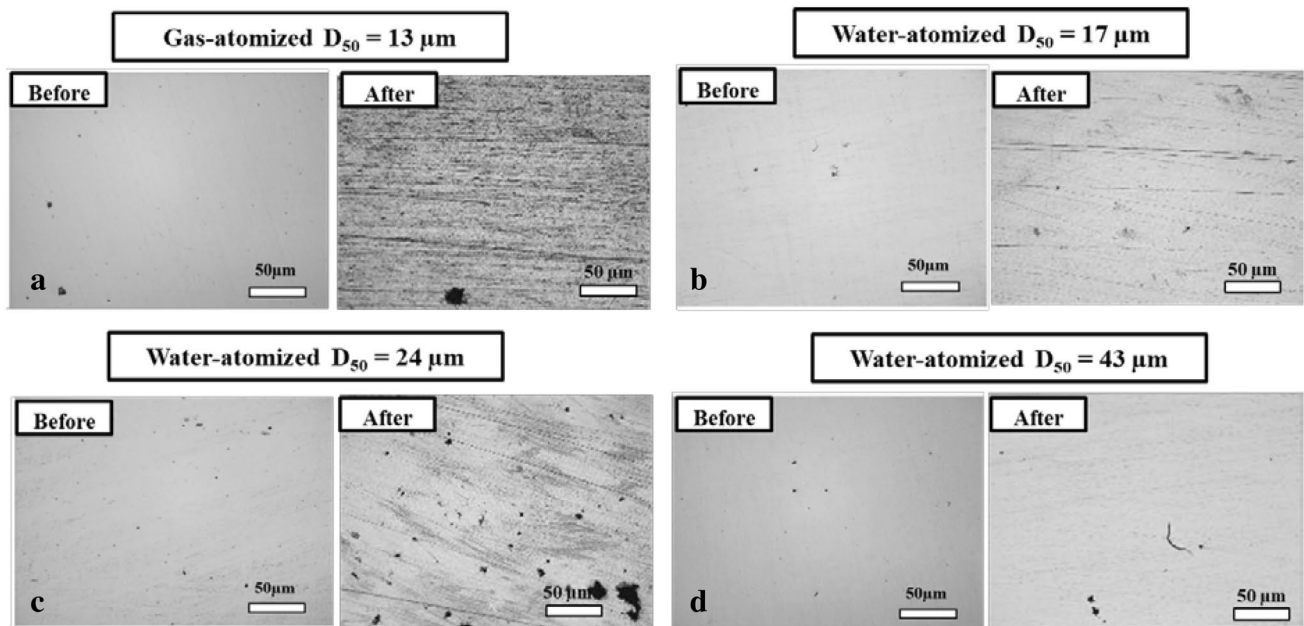 Gas-atomized D₅₀ = 13 µm
Before
After
50µm
50 µm
a
Water-atomized D₅₀ = 17 µm
Before
After
50µm
50 µm
b
Water-atomized D₅₀ = 24 µm
Before
After
50µm
50 µm
c
Water-atomized D₅₀ = 43 µm
Before
After
50µm
50 µm
d